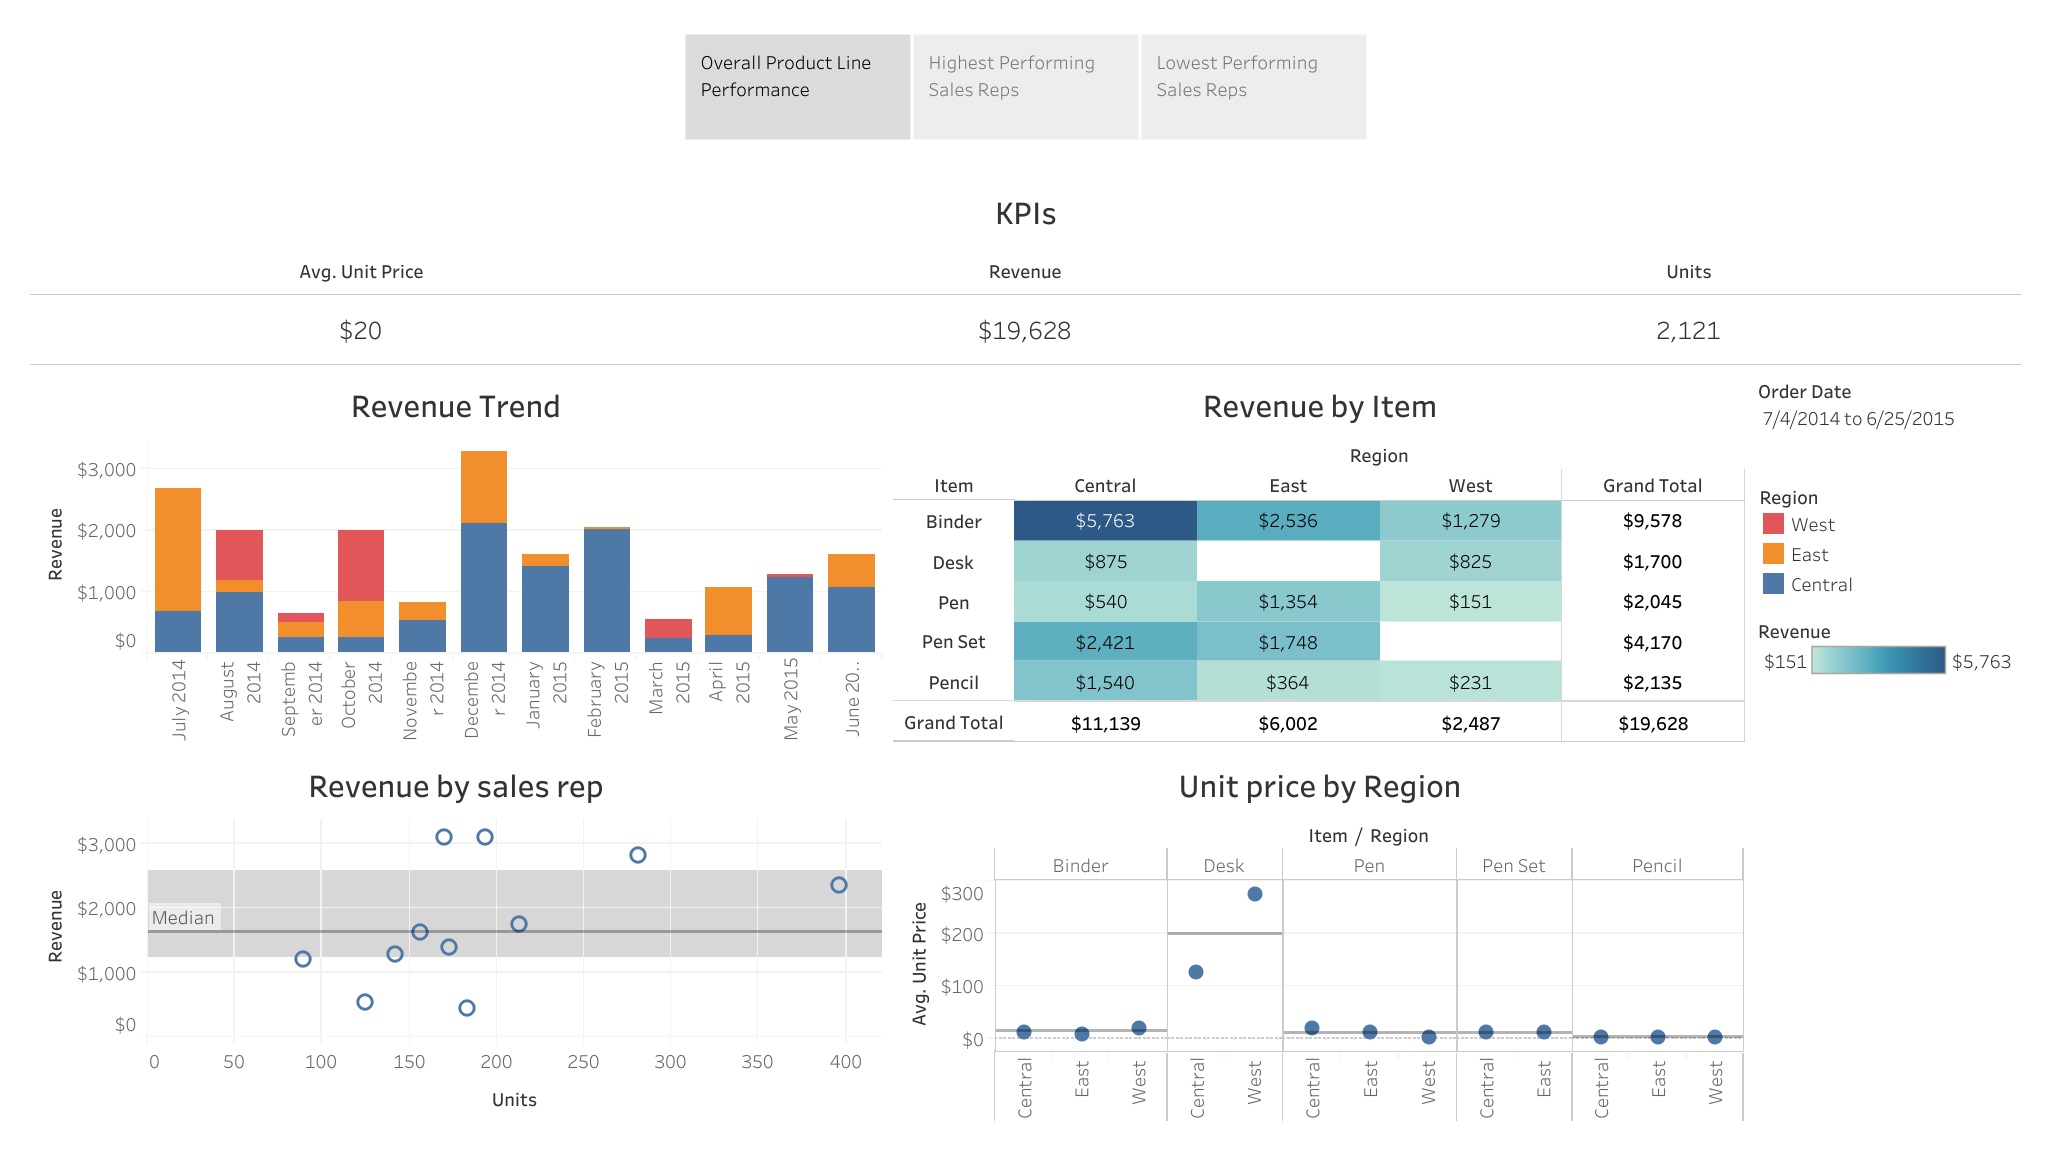 Overall Product Line
Performance
Highest Performing
Sales Reps
Lowest Performing
Sales Reps
KPIs
Avg. Unit Price
Revenue
Units
$20
$19,628
2,121
Revenue Trend
Revenue
$3,000
$2,000
$1,000
$0
July 2014
August
2014
Septemb
er 2014
October
2014
Novembe
r 2014
Decembe
r 2014
January
2015
February
2015
March
2015
April
2015
May 2015
June 20..
Revenue by Item
Region
Item Central East West Grand Total
Binder $5,763 $2,536 $1,279 $9,578
Desk $875 $825 $1,700
Pen $540 $1,354 $151 $2,045
Pen Set $2,421 $1,748 $4,170
Pencil $1,540 $364 $231 $2,135
Grand Total $11,139 $6,002 $2,487 $19,628
Order Date
7/4/2014 to 6/25/2015
Region
West
East
Central
Revenue
$151 $5,763
Revenue by sales rep
Revenue
$3,000
$2,000
$1,000
$0
Median
0 50 100 150 200 250 300 350 400
Units
Unit price by Region
Item / Region
Binder Desk Pen Pen Set Pencil
Avg. Unit Price
$300
$200
$100
$0
Central
East
West
Central
West
Central
East
West
Central
East
Central
East
West